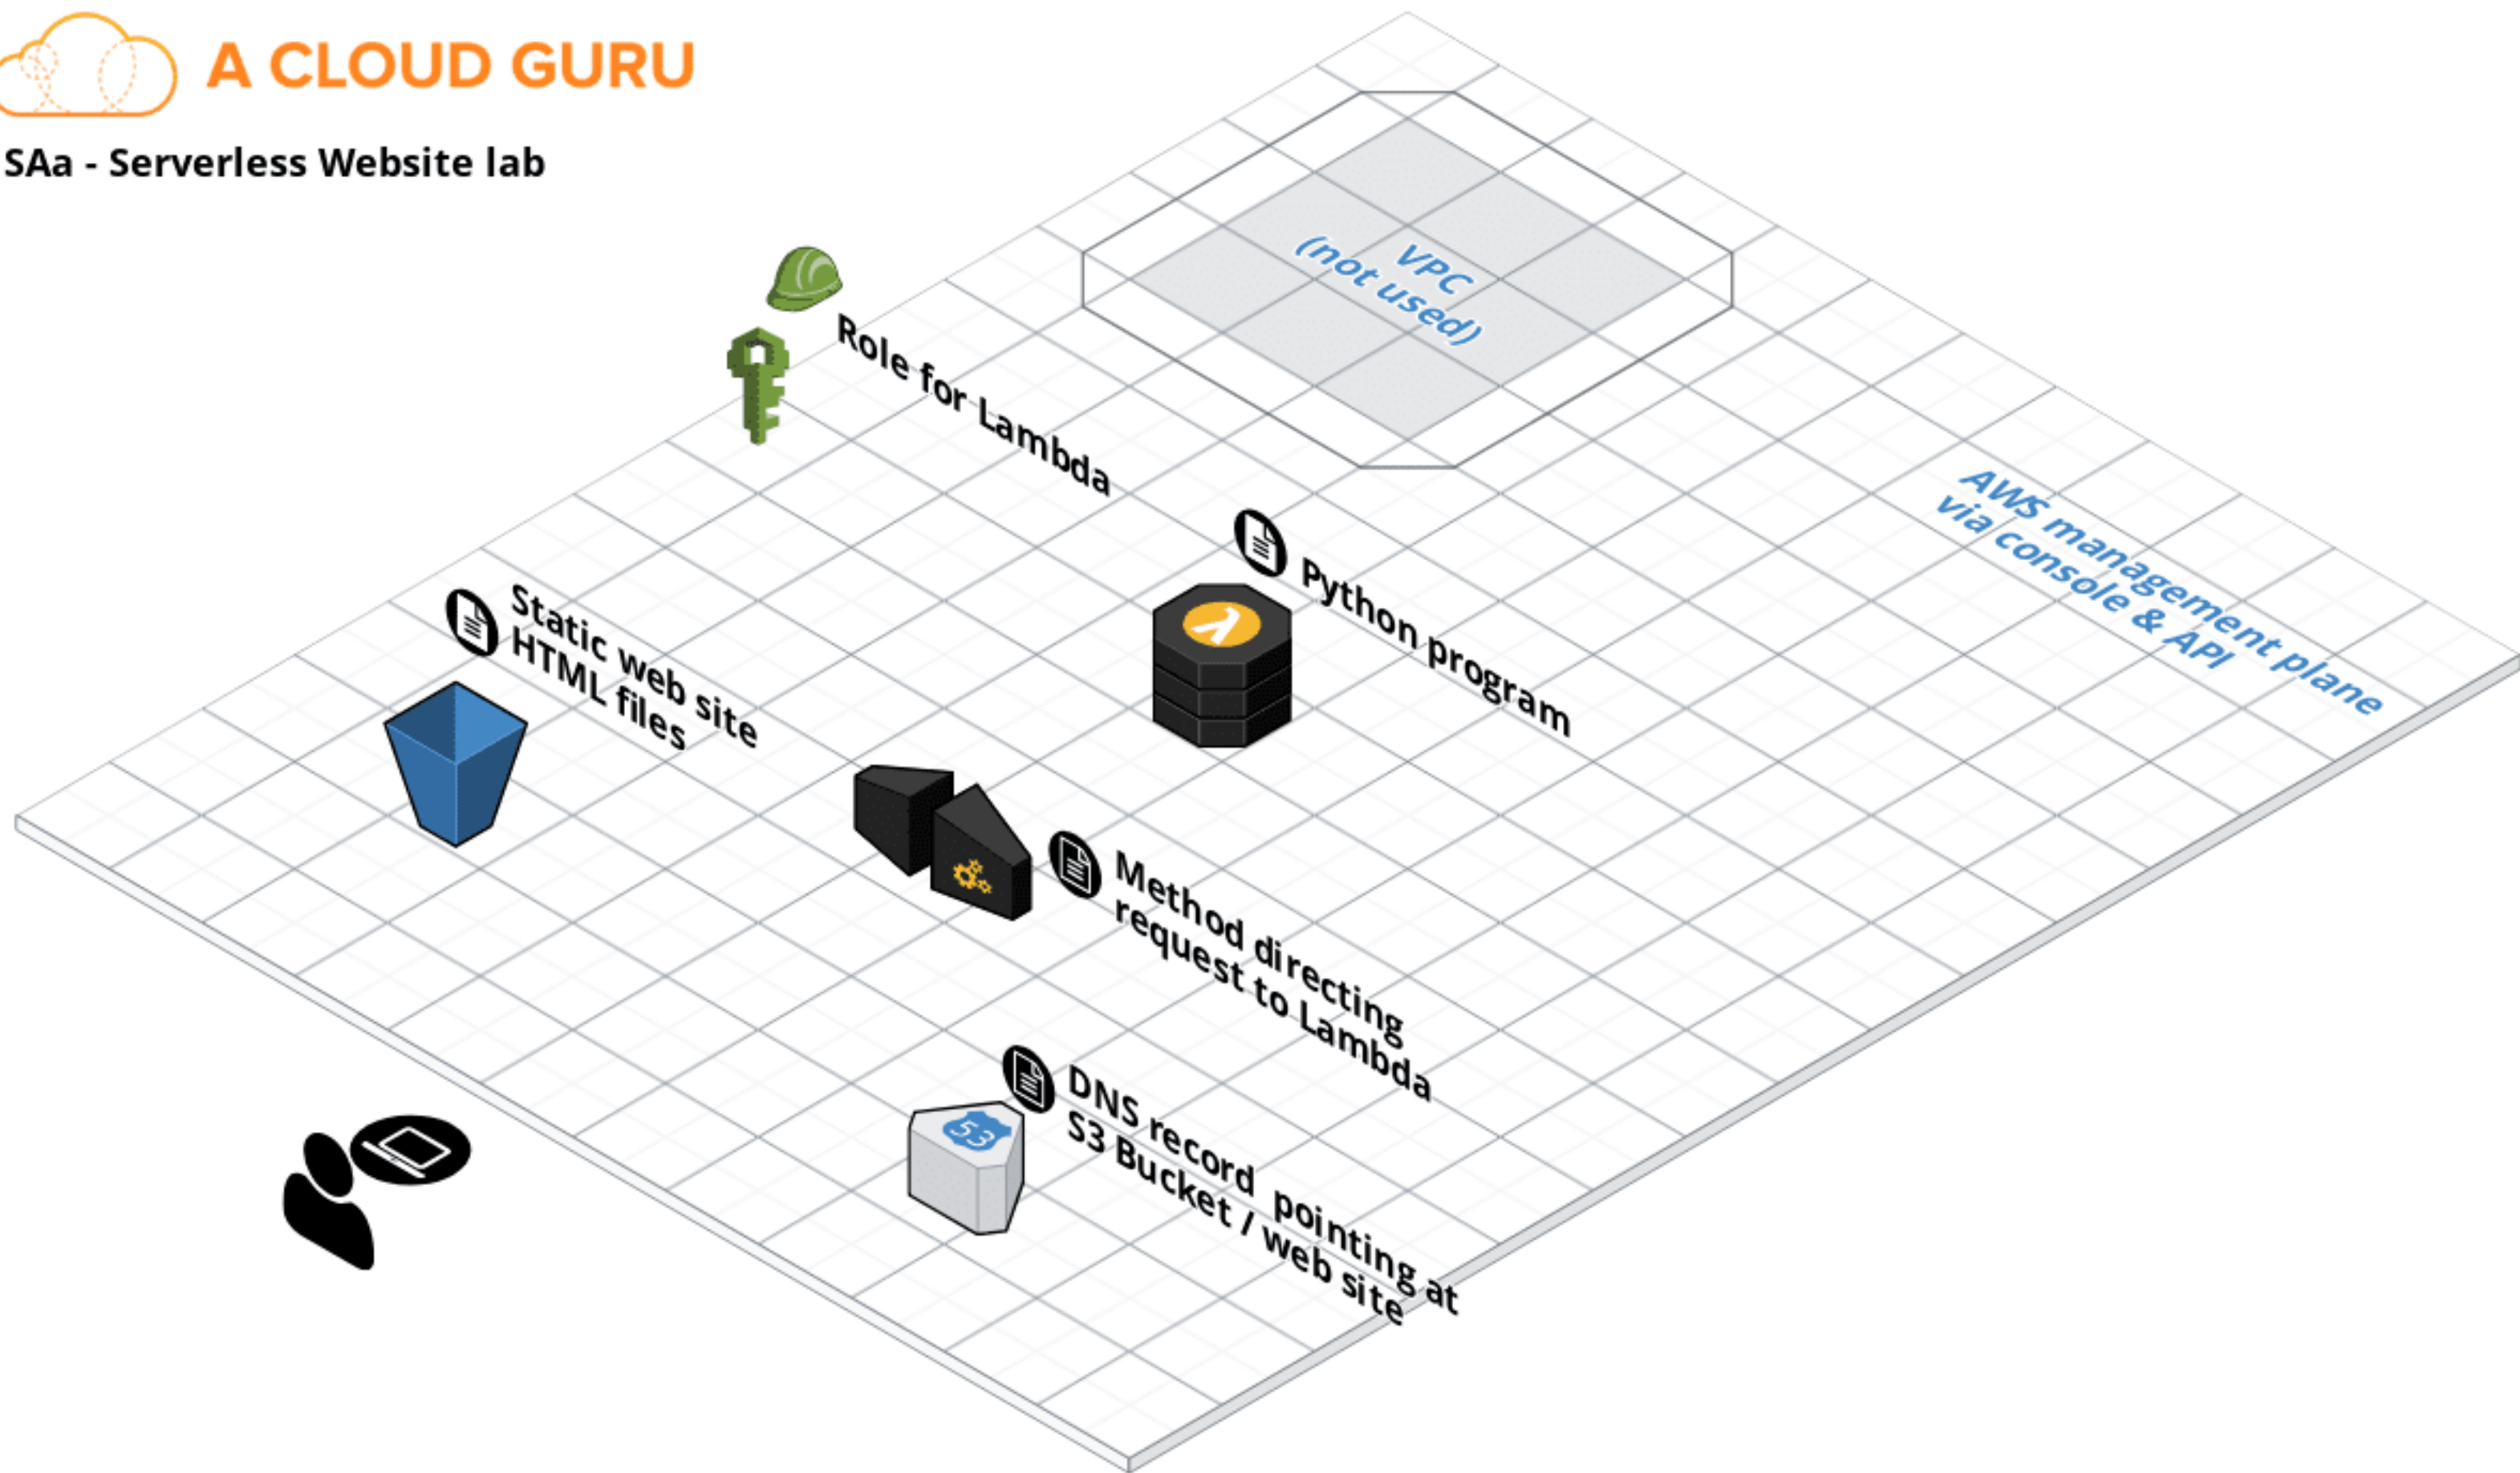 A CLOUD GURU
SAa - Serverless Website lab
VPC
(not used)
Role for Lambda
AWS management plane
via console & API
Python program
Static web site
HTML files
Method directing
request to Lambda
DNS record  pointing at
S3 Bucket / web site
53